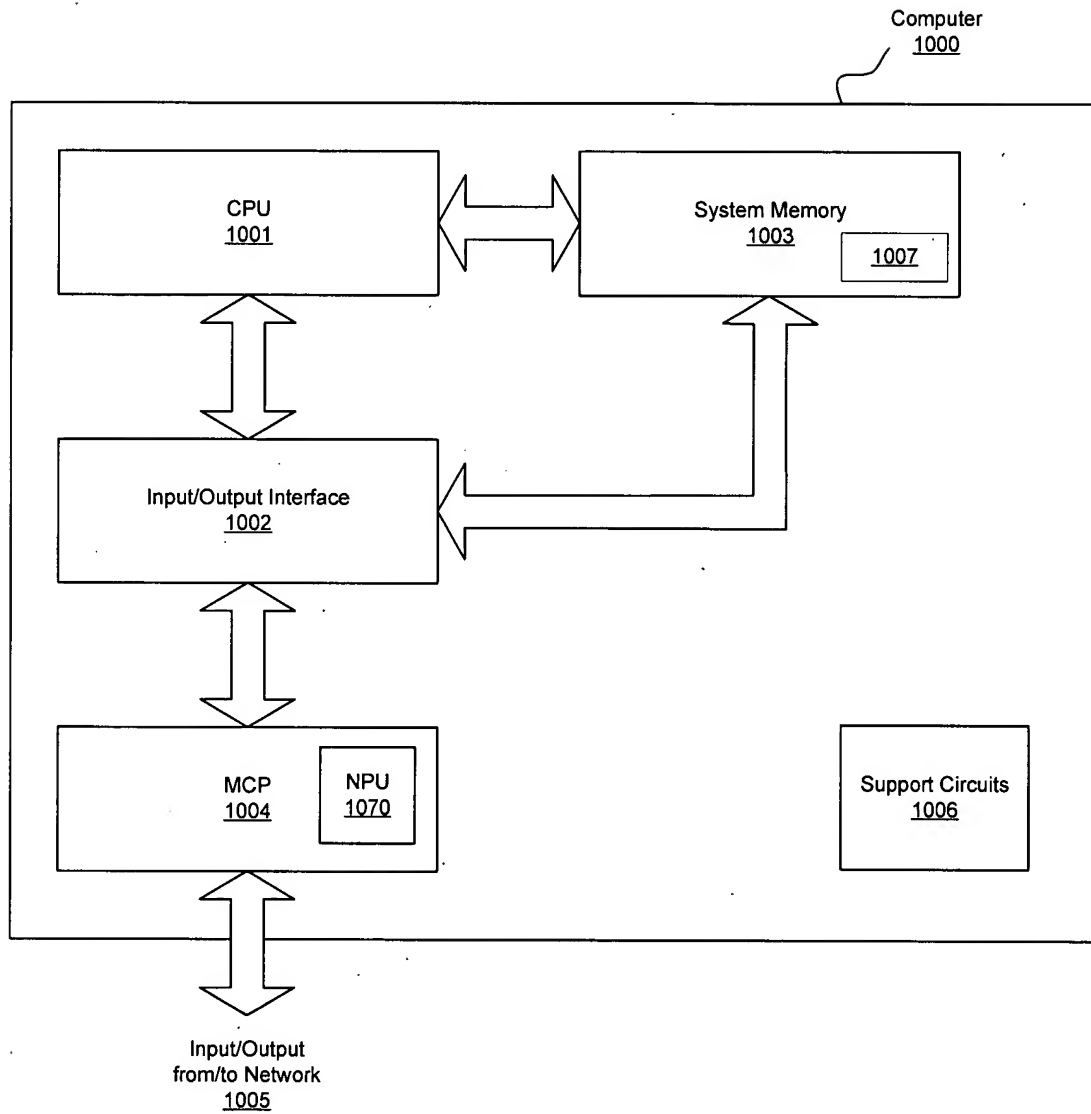 Computer
1000
CPU
1001
System Memory
1003
1007
Input/Output Interface
1002
MCP
1004
NPU
1070
Support Circuits
1006
Input/Output
from/to Network
1005